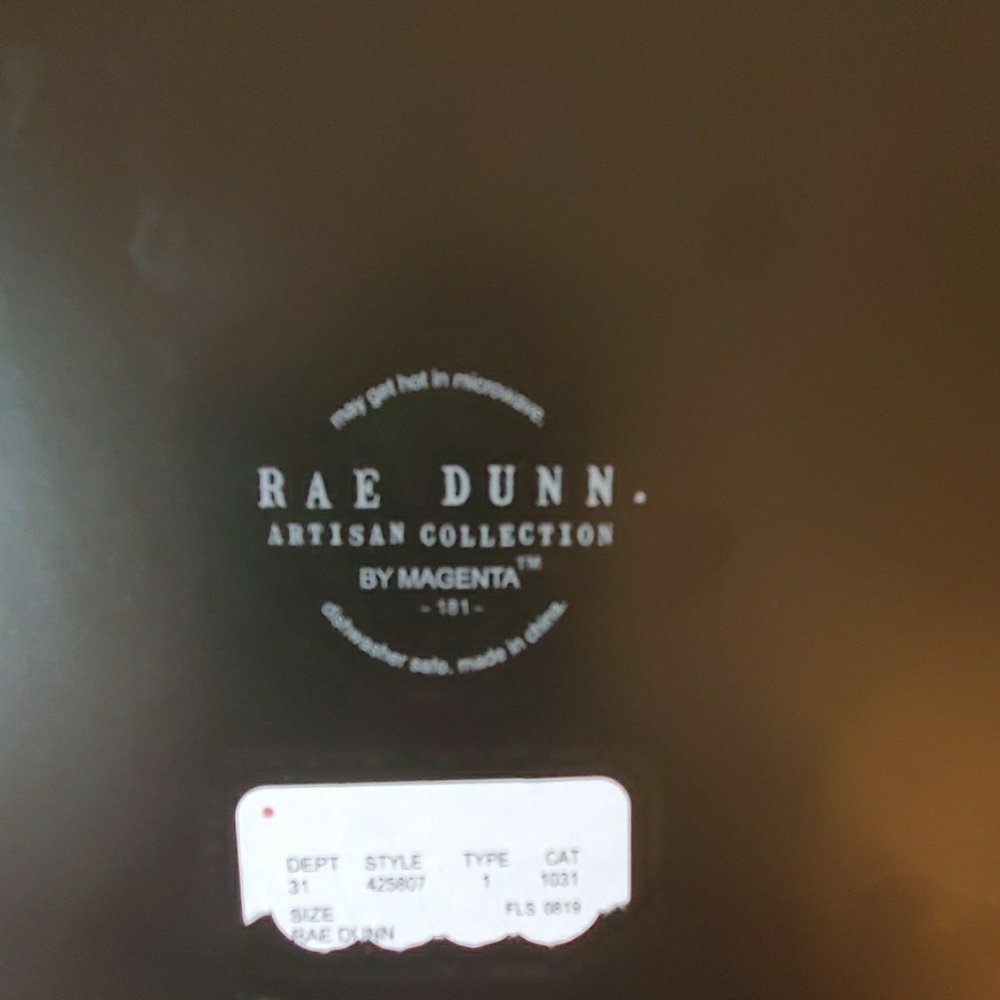 may get hot in microwave.
RAE DUNN.
ARTISAN COLLECTION
BY MAGENTA™
- 181 -
dishwasher safe. made in china.
DEPT STYLE TYPE CAT
31 425807 1 1031
SIZE FLS 0819
RAE DUNN